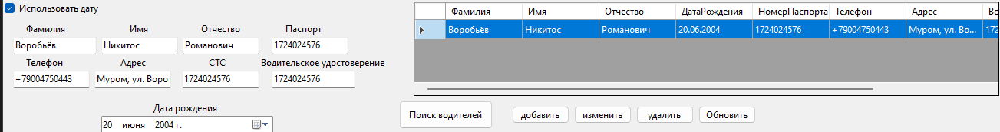 Использовать дату
Фамилия Имя Отчество Паспорт
Воробьёв Никитос Романович 1724024576
Телефон Адрес СТС Водительское удостоверение
+79004750443 Муром, ул. Воро 1724024576 1724024576
Дата рождения
20 июня 2004 г.
Фамилия Имя Отчество ДатаРождения НомерПаспорта Телефон Адрес Во
Воробьёв Никитос Романович 20.06.2004 1724024576 +79004750443 Муром, ул. Во... 172
Поиск водителей добавить изменить удалить Обновить